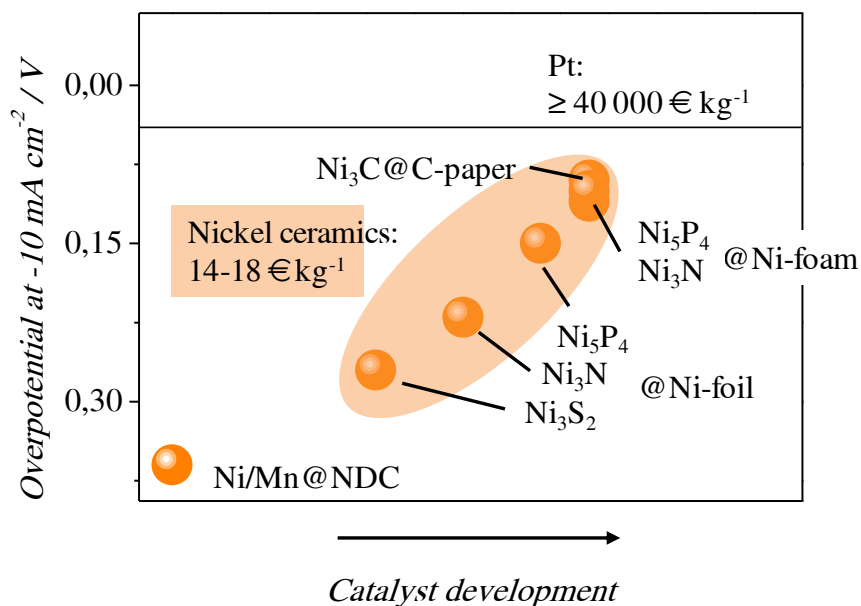 Pt:
≥ 40 000 € kg⁻¹
0,00
Ni₃C@C-paper
Nickel ceramics:
14-18 € kg⁻¹
0,15
Ni₅P₄
Ni₃N
@Ni-foam
Ni₅P₄
Ni₃N
Ni₃S₂
@Ni-foil
0,30
Ni/Mn@NDC
Overpotential at -10 mA cm⁻² / V
Catalyst development